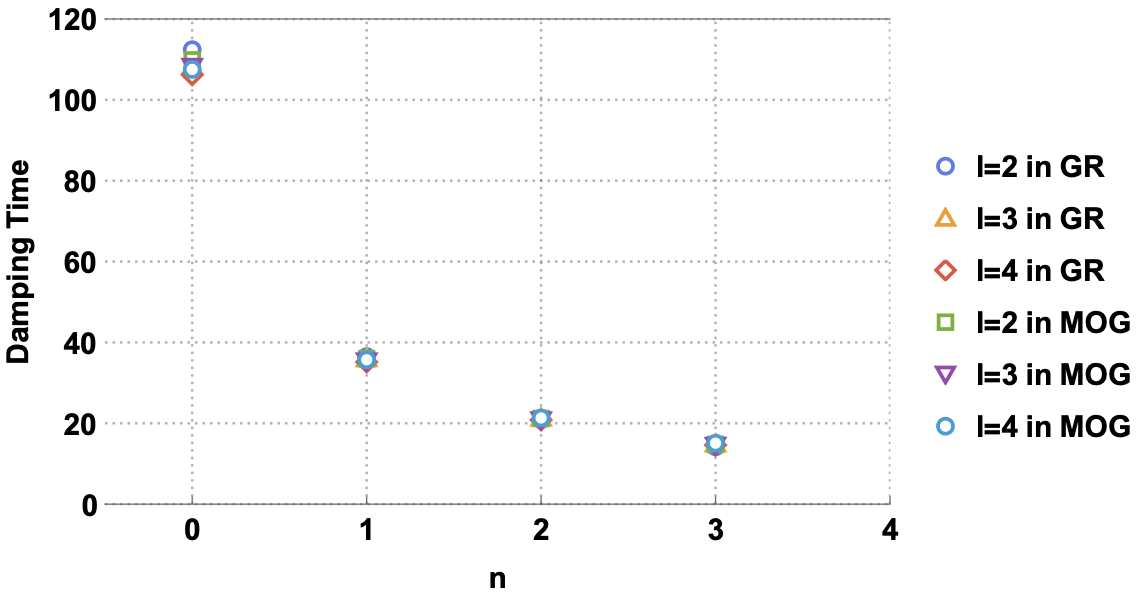 120
100
80
60
40
20
0
Damping Time
0 1 2 3 4
n
l=2 in GR
l=3 in GR
l=4 in GR
l=2 in MOG
l=3 in MOG
l=4 in MOG